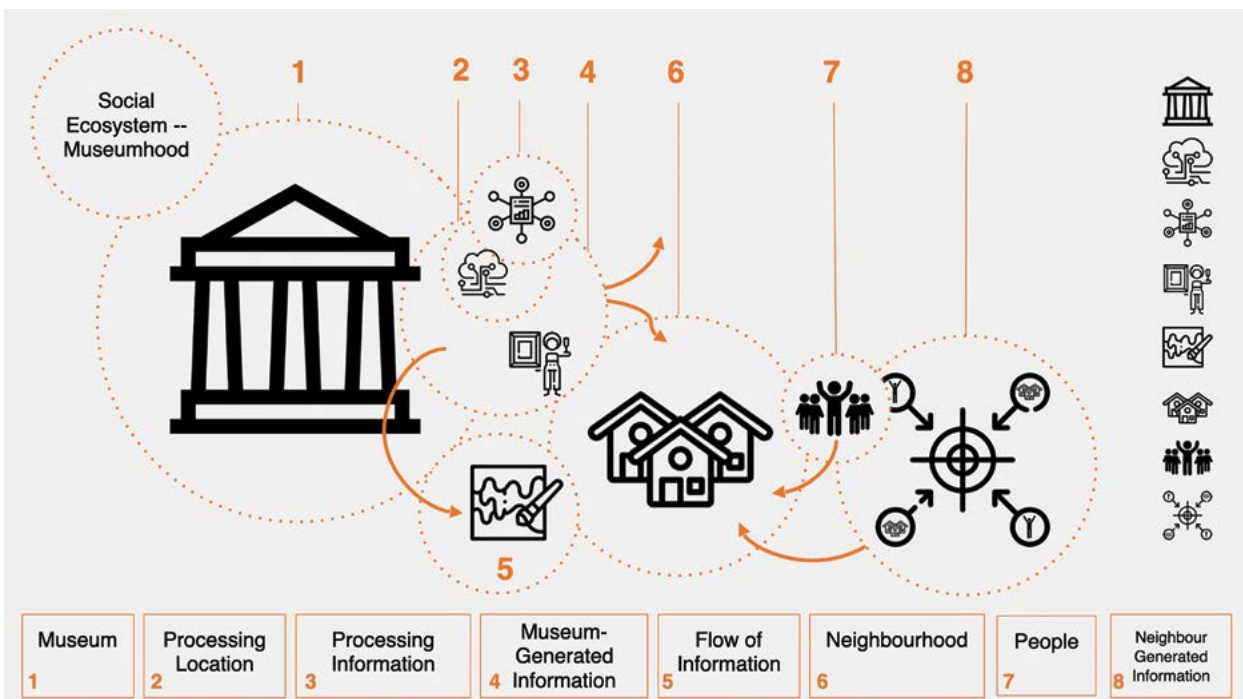 1
2
3
4
6
7
8
Social
Ecosystem --
Museumhood
5
Museum
1
Processing
Location
2
Processing
Information
3
Museum-
Generated
Information
4
Flow of
Information
5
Neighbourhood
6
People
7
Neighbour
Generated
Information
8